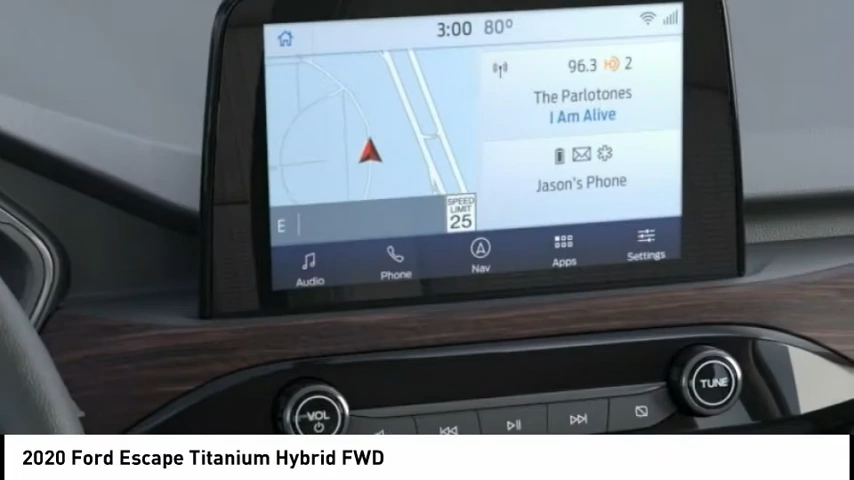 3:00 80°
96.3 HD 2
The Parlotones
I Am Alive
Jason's Phone
E
SPEED
LIMIT
25
Audio Phone Nav Apps Settings
VOL
TUNE
2020 Ford Escape Titanium Hybrid FWD